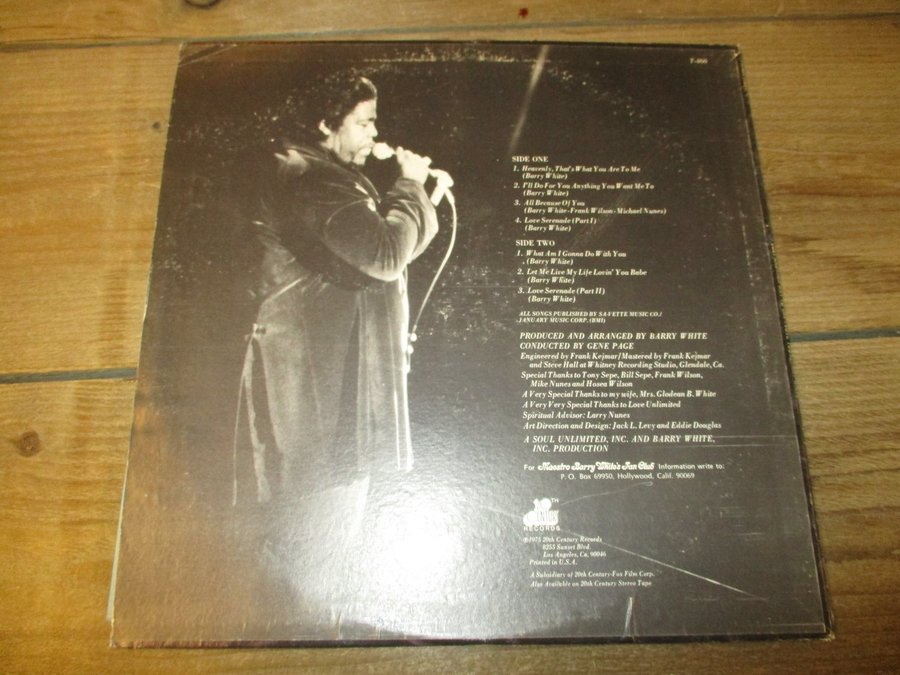 T-466
SIDE ONE
1. Heavenly, That's What You Are To Me
(Barry White)
2. I'll Do For You Anything You Want Me To
(Barry White)
3. All Because Of You
(Barry White-Frank Wilson-Michael Nunes)
4. Love Serenade (Part I)
(Barry White)
SIDE TWO
1. What Am I Gonna Do With You
(Barry White)
2. Let Me Live My Life Lovin' You Babe
(Barry White)
3. Love Serenade (Part II)
(Barry White)
ALL SONGS PUBLISHED BY SA-VETTE MUSIC CO./
JANUARY MUSIC CORP. (BMI)
PRODUCED AND ARRANGED BY BARRY WHITE
CONDUCTED BY GENE PAGE
Engineered by Frank Kejmar/Mastered by Frank Kejmar
and Steve Hall at Whitney Recording Studio, Glendale, Ca.
Special Thanks to Tony Sepe, Bill Sepe, Frank Wilson,
Mike Nunes and Hosea Wilson
A Very Special Thanks to my wife, Mrs. Glodean B. White
A Very Very Special Thanks to Love Unlimited
Spiritual Advisor: Larry Nunes
Art Direction and Design: Jack L. Levy and Eddie Douglas
A SOUL UNLIMITED, INC. AND BARRY WHITE,
INC. PRODUCTION
For Maestro Barry White's Fan Club Information write to:
P. O. Box 69950, Hollywood, Calif. 90069
20TH
CENTURY
RECORDS
℗1975 20th Century Records
8255 Sunset Blvd.
Los Angeles, Ca. 90046
Printed in U.S.A.
A Subsidiary of 20th Century-Fox Film Corp.
Also Available on 20th Century Stereo Tape